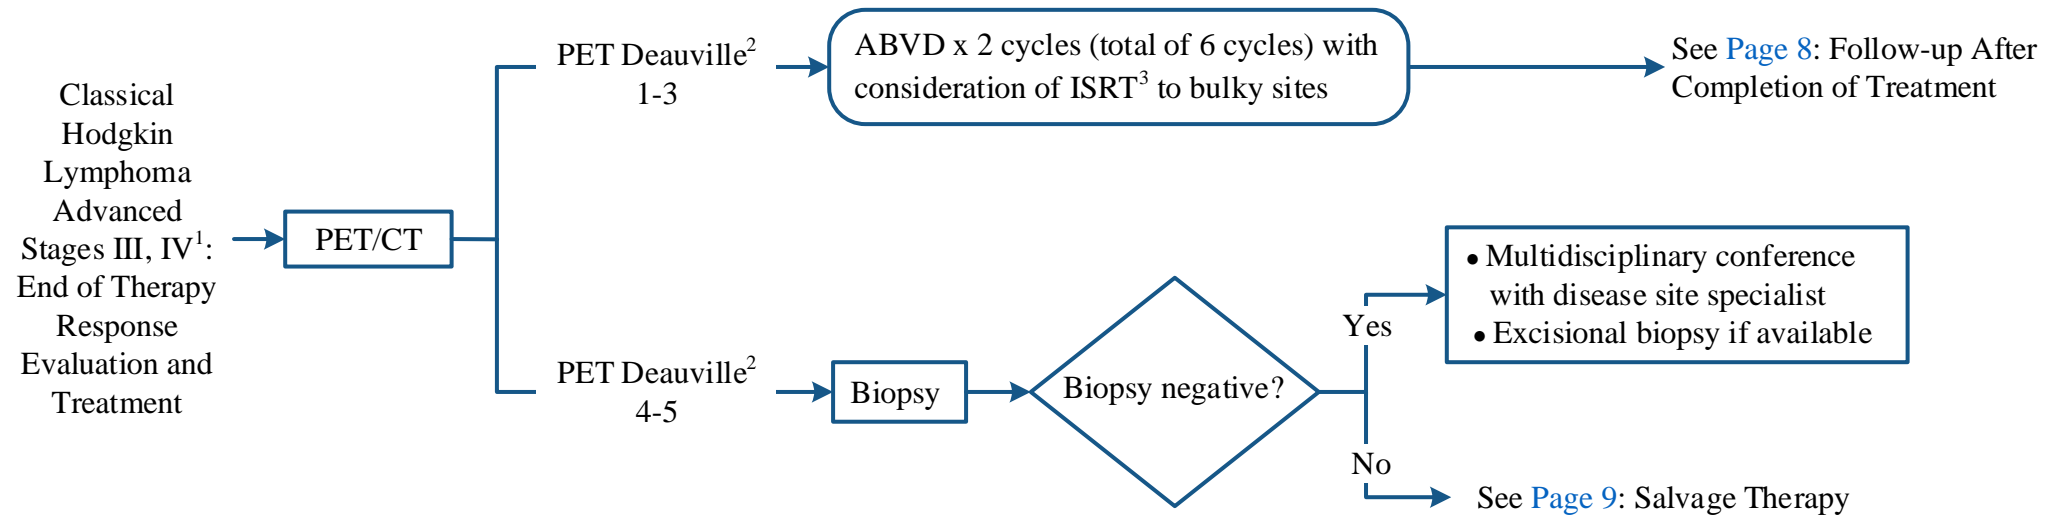 Classical
Hodgkin
Lymphoma
Advanced
Stages III, IV¹:
End of Therapy
Response
Evaluation and
Treatment
PET/CT
PET Deauville²
1-3
ABVD x 2 cycles (total of 6 cycles) with
consideration of ISRT³ to bulky sites
See Page 8: Follow-up After
Completion of Treatment
PET Deauville²
4-5
Biopsy
Biopsy negative?
Yes
• Multidisciplinary conference
with disease site specialist
• Excisional biopsy if available
No
See Page 9: Salvage Therapy